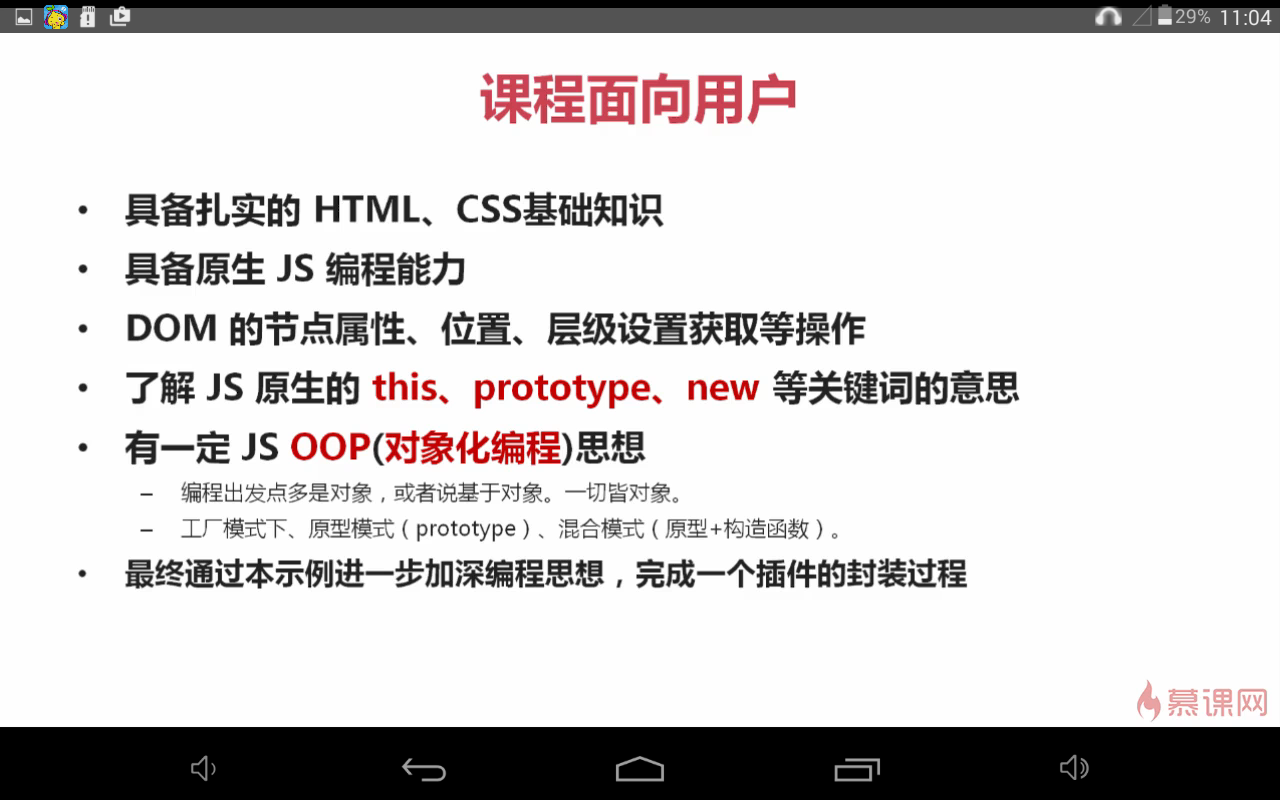 29% 11:04
课程面向用户
• 具备扎实的 HTML、CSS基础知识
• 具备原生 JS 编程能力
• DOM 的节点属性、位置、层级设置获取等操作
• 了解 JS 原生的 this、prototype、new 等关键词的意思
• 有一定 JS OOP(对象化编程)思想
– 编程出发点多是对象，或者说基于对象。一切皆对象。
– 工厂模式下、原型模式（prototype）、混合模式（原型+构造函数）。
• 最终通过本示例进一步加深编程思想，完成一个插件的封装过程
慕课网